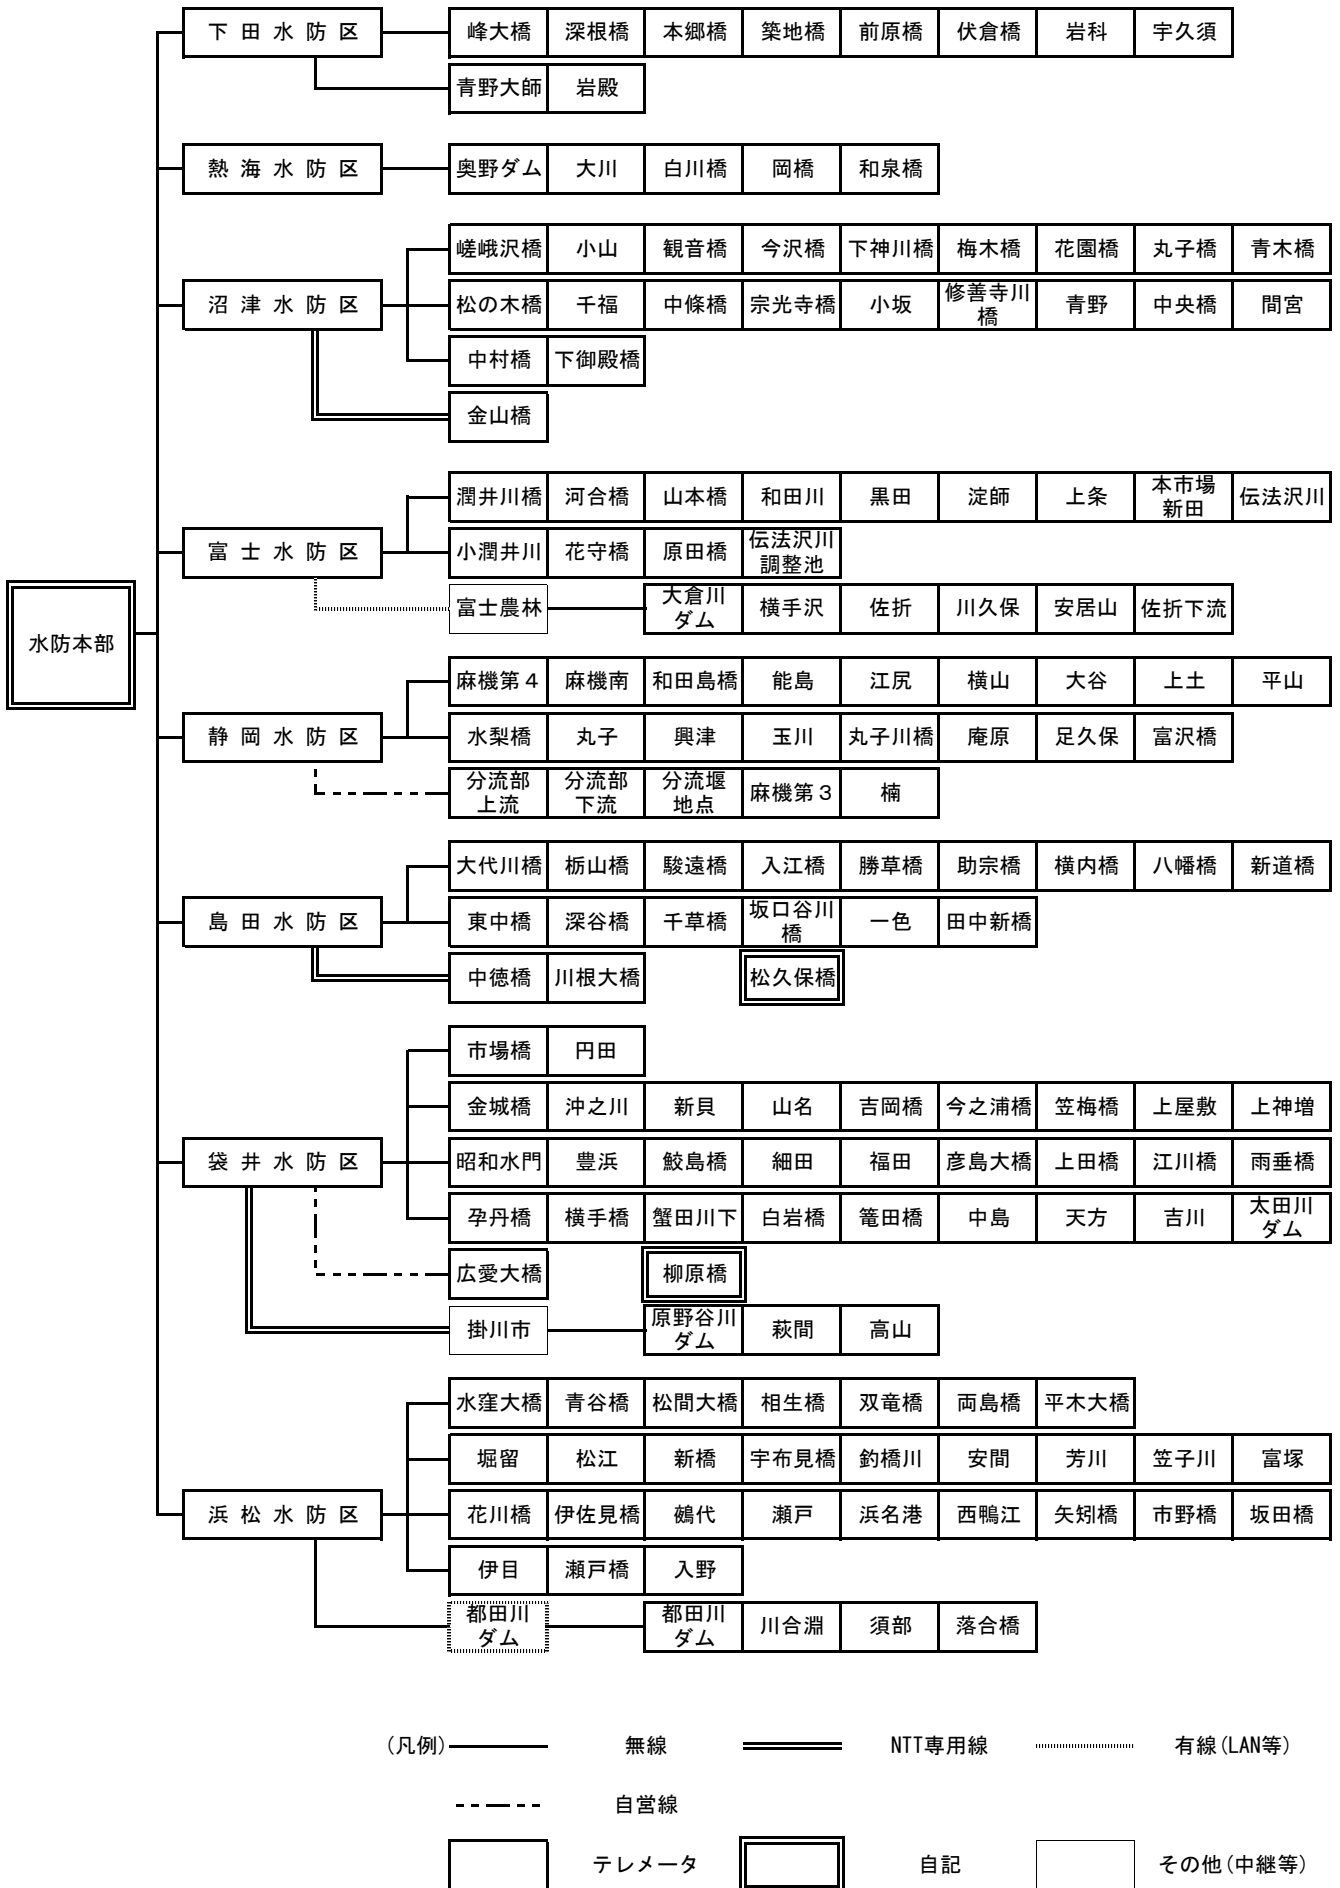 下田水防区 峰大橋 深根橋 本郷橋 築地橋 前原橋 伏倉橋 岩科 宇久須
青野大師 岩殿
熱海水防区 奥野ダム 大川 白川橋 岡橋 和泉橋
嵯峨沢橋 小山 観音橋 今沢橋 下神川橋 梅木橋 花園橋 丸子橋 青木橋
沼津水防区 松の木橋 千福 中條橋 宗光寺橋 小坂 修善寺川橋 青野 中央橋 間宮
中村橋 下御殿橋
金山橋
潤井川橋 河合橋 山本橋 和田川 黒田 淀師 上条 本市場新田 伝法沢川
富士水防区 小潤井川 花守橋 原田橋 伝法沢川調整池
富士農林 大倉川ダム 横手沢 佐折 川久保 安居山 佐折下流
水防本部
麻機第4 麻機南 和田島橋 能島 江尻 横山 大谷 上土 平山
静岡水防区 水梨橋 丸子 興津 玉川 丸子川橋 庵原 足久保 富沢橋
分流部上流 分流部下流 分流堰地点 麻機第3 楠
大代川橋 栃山橋 駿遠橋 入江橋 勝草橋 助宗橋 横内橋 八幡橋 新道橋
島田水防区 東中橋 深谷橋 千草橋 坂口谷川橋 一色 田中新橋
中徳橋 川根大橋 松久保橋
市場橋 円田
金城橋 沖之川 新貝 山名 吉岡橋 今之浦橋 笠梅橋 上屋敷 上神増
袋井水防区 昭和水門 豊浜 鮫島橋 細田 福田 彦島大橋 上田橋 江川橋 雨垂橋
孕丹橋 横手橋 蟹田川下 白岩橋 篭田橋 中島 天方 吉川 太田川ダム
広愛大橋 柳原橋
掛川市 原野谷川ダム 萩間 高山
水窪大橋 青谷橋 松間大橋 相生橋 双竜橋 両島橋 平木大橋
堀留 松江 新橋 宇布見橋 釣橋川 安間 芳川 笠子川 富塚
浜松水防区 花川橋 伊佐見橋 鵺代 瀬戸 浜名港 西鴨江 矢矧橋 市野橋 坂田橋
伊目 瀬戸橋 入野
都田川ダム 都田川ダム 川合淵 須部 落合橋
(凡例) 無線 NTT専用線 有線(LAN等)
自営線
テレメータ 自記 その他(中継等)